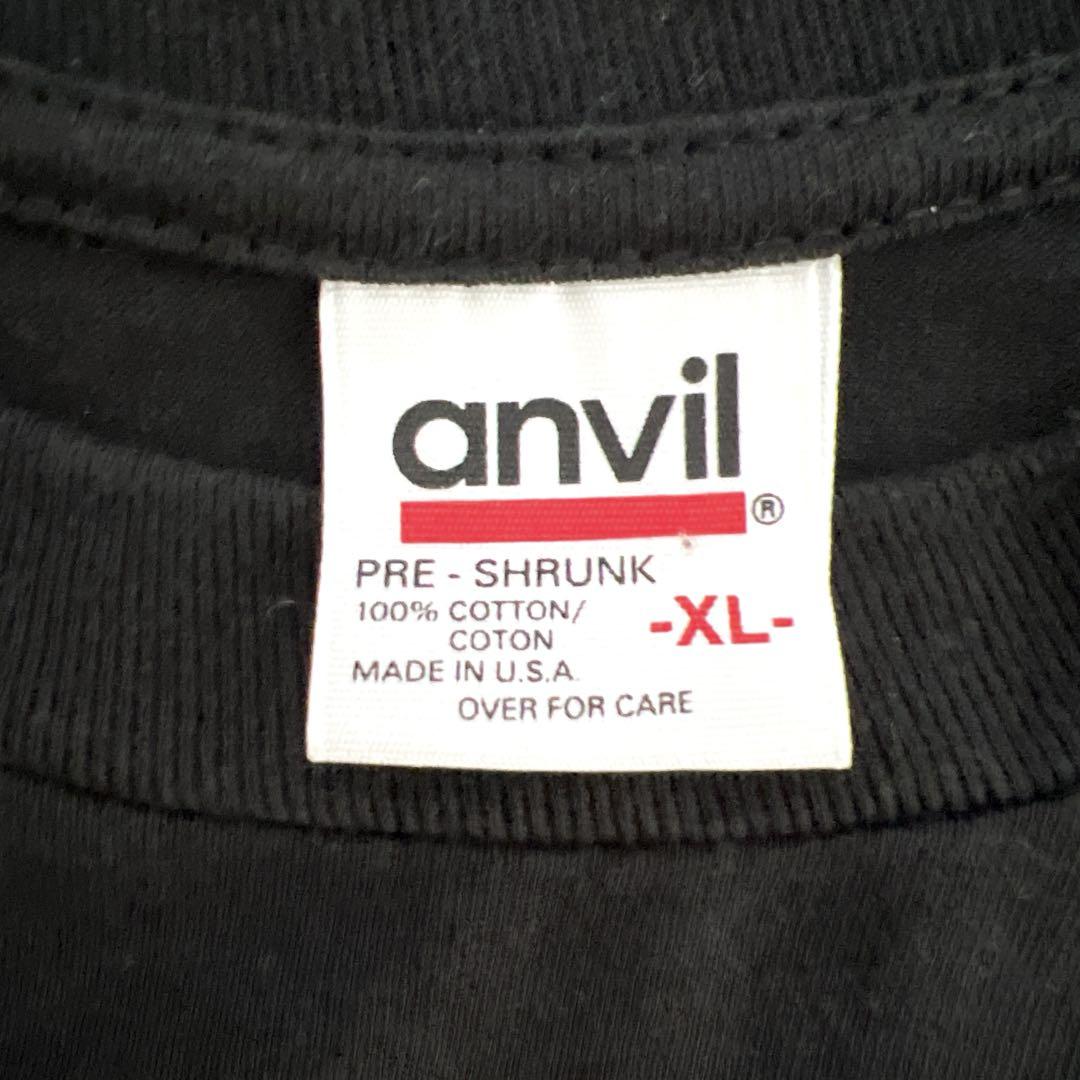 anvil®
PRE - SHRUNK
100% COTTON/
COTON
-XL-
MADE IN U.S.A.
OVER FOR CARE